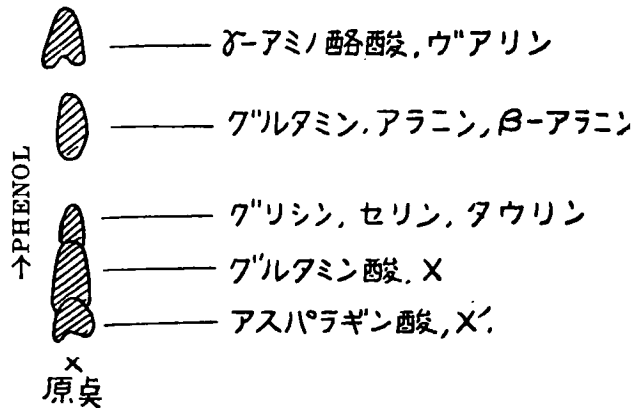 γ-アミノ酪酸,ヴアリン
グルタミン,アラニン,β-アラニン
グリシン,セリン,タウリン
グルタミン酸,X
アスパラギン酸,X′.
→PHENOL
×
原点